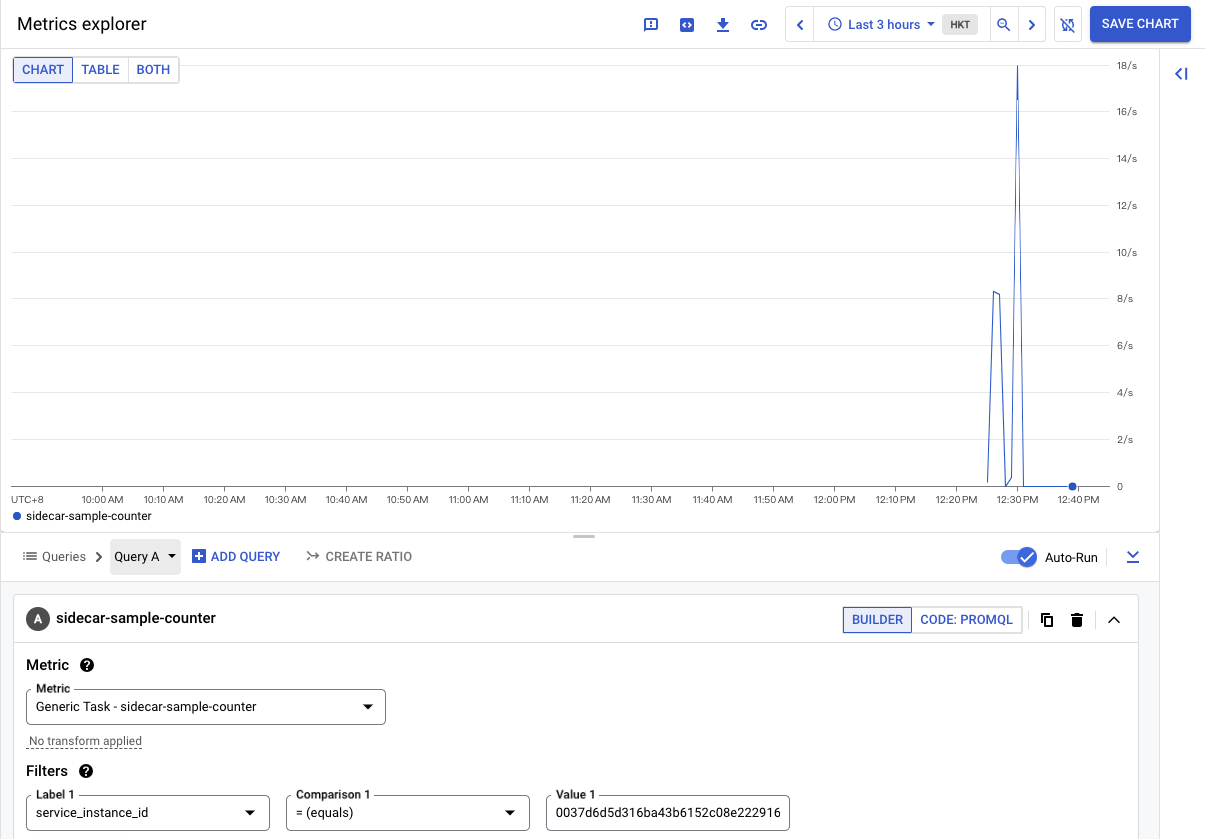 Metrics explorer
Last 3 hours HKT
SAVE CHART
CHART TABLE BOTH
18/s
16/s
14/s
12/s
10/s
8/s
6/s
4/s
2/s
0
UTC+8 10:00 AM 10:10 AM 10:20 AM 10:30 AM 10:40 AM 10:50 AM 11:00 AM 11:10 AM 11:20 AM 11:30 AM 11:40 AM 11:50 AM 12:00 PM 12:10 PM 12:20 PM 12:30 PM 12:40 PM
sidecar-sample-counter
Queries Query A ADD QUERY CREATE RATIO Auto-Run
A sidecar-sample-counter BUILDER CODE: PROMQL
Metric ?
Metric
Generic Task - sidecar-sample-counter
No transform applied
Filters ?
Label 1 Comparison 1 Value 1
service_instance_id = (equals) 0037d6d5d316ba43b6152c08e222916